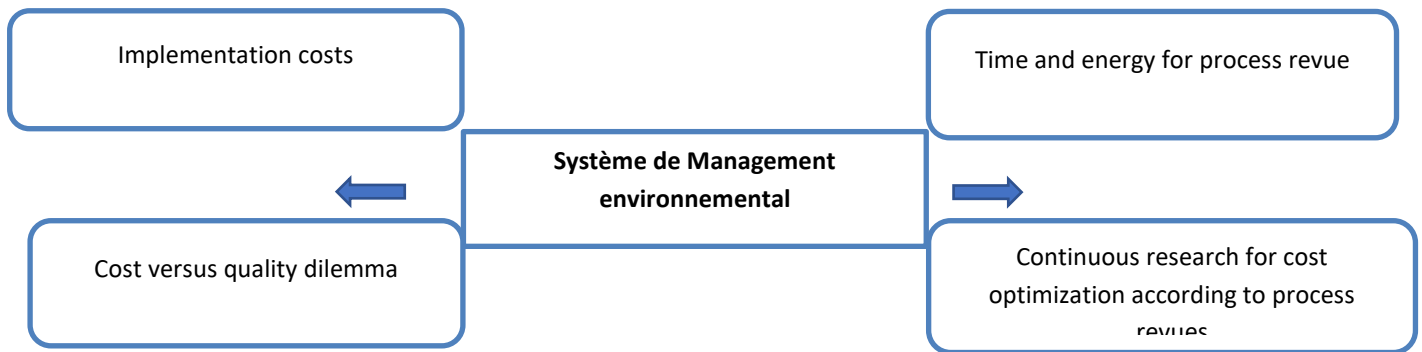 Implementation costs
Time and energy for process revue
Système de Management
environnemental
Cost versus quality dilemma
Continuous research for cost
optimization according to process
revues